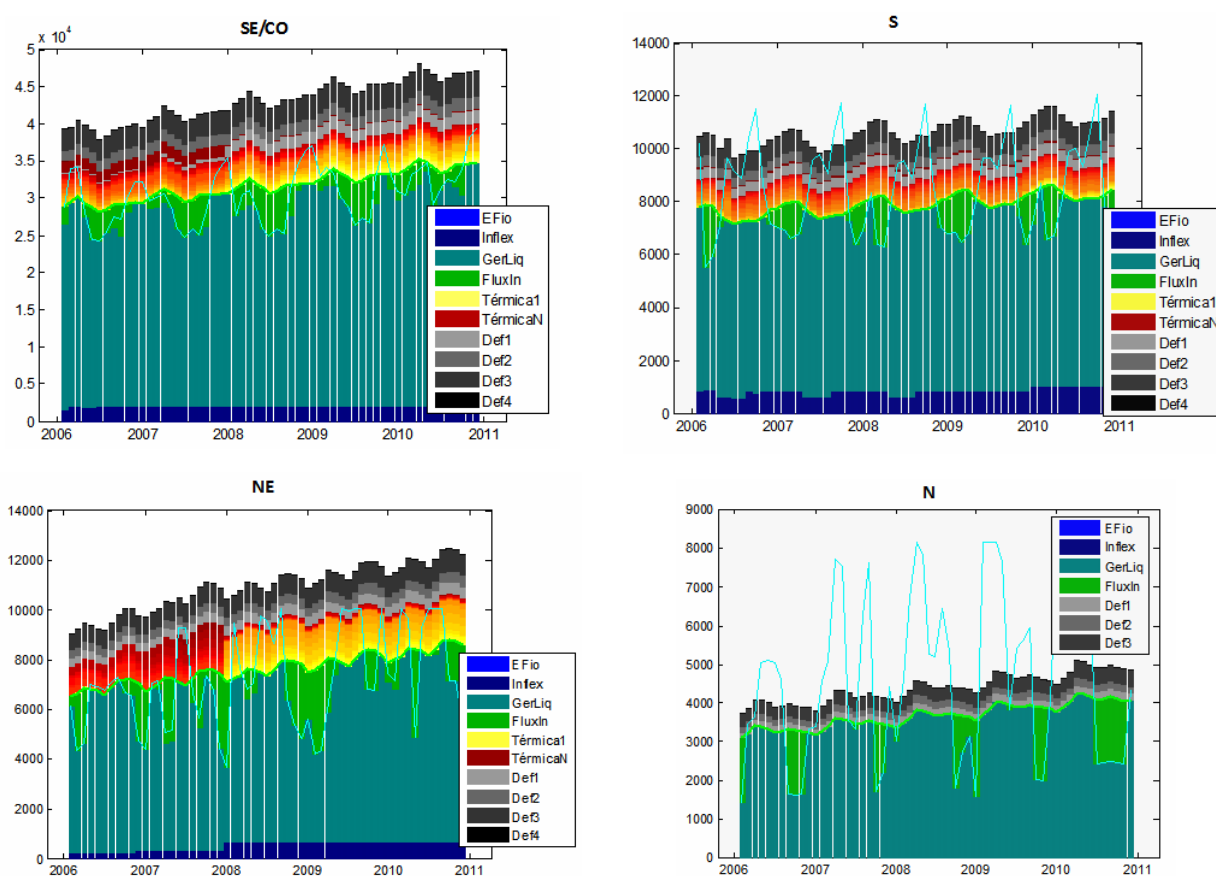 SE/CO
x 10^4
5
4.5
4
3.5
3
2.5
2
1.5
1
0.5
0
2006 2007 2008 2009 2010 2011
EFio
Inflex
GerLiq
FluxIn
Térmica1
TérmicaN
Def1
Def2
Def3
Def4
S
14000
12000
10000
8000
6000
4000
2000
0
2006 2007 2008 2009 2010 2011
EFio
Inflex
GerLiq
FluxIn
Térmica1
TérmicaN
Def1
Def2
Def3
Def4
NE
14000
12000
10000
8000
6000
4000
2000
0
2006 2007 2008 2009 2010 2011
EFio
Inflex
GerLiq
FluxIn
Térmica1
TérmicaN
Def1
Def2
Def3
Def4
N
9000
8000
7000
6000
5000
4000
3000
2000
1000
0
2006 2007 2008 2009 2010 2011
EFio
Inflex
GerLiq
FluxIn
Def1
Def2
Def3